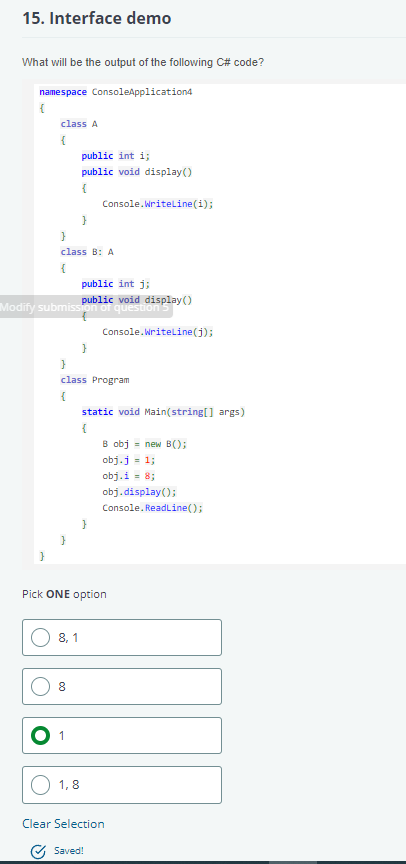 15. Interface demo
What will be the output of the following C# code?
namespace ConsoleApplication4
{
class A
{
public int i;
public void display()
{
Console.WriteLine(i);
}
}
class B: A
{
public int j;
public void display()
Modify submission of question 5
{
Console.WriteLine(j);
}
}
class Program
{
static void Main(string[] args)
{
B obj = new B();
obj.j = 1;
obj.i = 8;
obj.display();
Console.ReadLine();
}
}
}
Pick ONE option
8, 1
8
1
1, 8
Clear Selection
Saved!